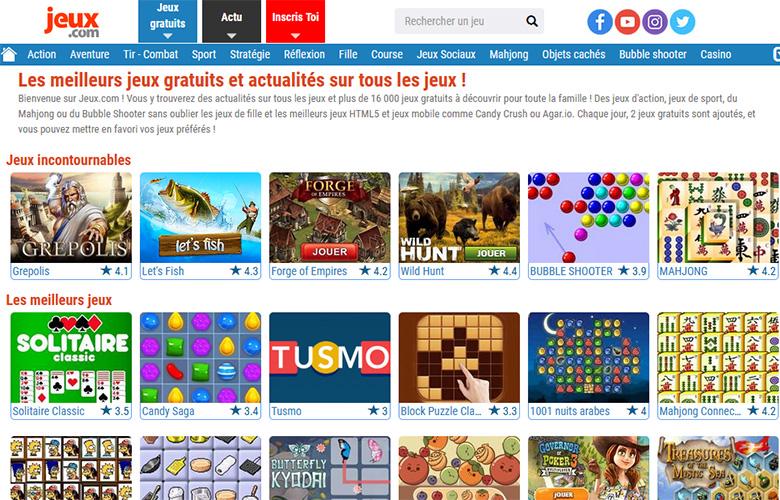 jeux
.com
Jeux
gratuits
Actu
Inscris Toi
Rechercher un jeu
Action Aventure Tir - Combat Sport Stratégie Réflexion Fille Course Jeux Sociaux Mahjong Objets cachés Bubble shooter Casino
Les meilleurs jeux gratuits et actualités sur tous les jeux !
Bienvenue sur Jeux.com ! Vous y trouverez des actualités sur tous les jeux et plus de 16 000 jeux gratuits à découvrir pour toute la famille ! Des jeux d'action, jeux de sport, du
Mahjong ou du Bubble Shooter sans oublier les jeux de fille et les meilleurs jeux HTML5 et jeux mobile comme Candy Crush ou Agar.io. Chaque jour, 2 jeux gratuits sont ajoutés, et
vous pouvez mettre en favori vos jeux préférés !
Jeux incontournables
GREPOLIS
let's fish
FORGE
OF EMPIRES
JOUER
WILD
HUNT
JOUER
Grepolis 4.1
Let's Fish 4.3
Forge of Empires 4.2
Wild Hunt 4.4
BUBBLE SHOOTER 3.9
MAHJONG 4.2
Les meilleurs jeux
SOLITAIRE
classic
TUSMO
Solitaire Classic 3.5
Candy Saga 3.4
Tusmo 3
Block Puzzle Cla... 3.3
1001 nuits arabes 4
Mahjong Connec... 4.2
BUTTERFLY
KYODAI
GOVERNOR
OF POKER 3
MULTIPLAYER
JOUER
TREASURES
OF THE
MYSTIC SEA